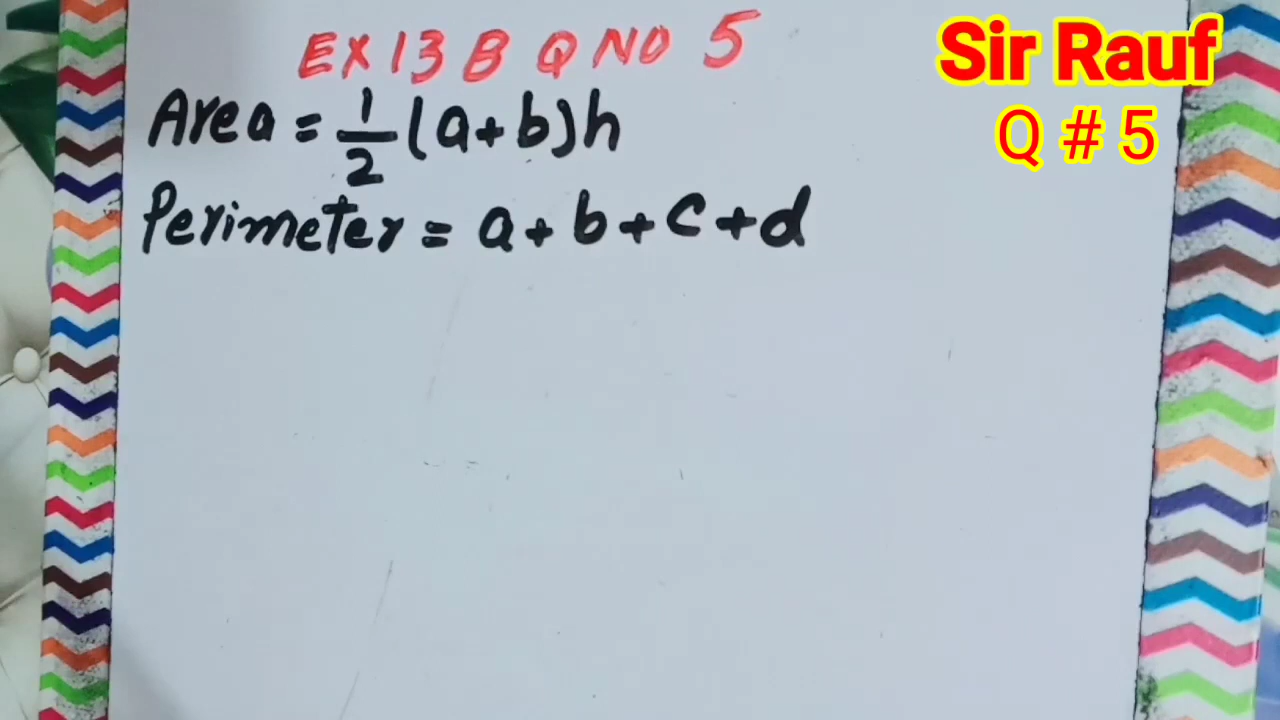 EX 13 B Q NO 5
Sir Rauf
Q # 5
Area = 1/2 (a+b)h
Perimeter = a+b+c+d